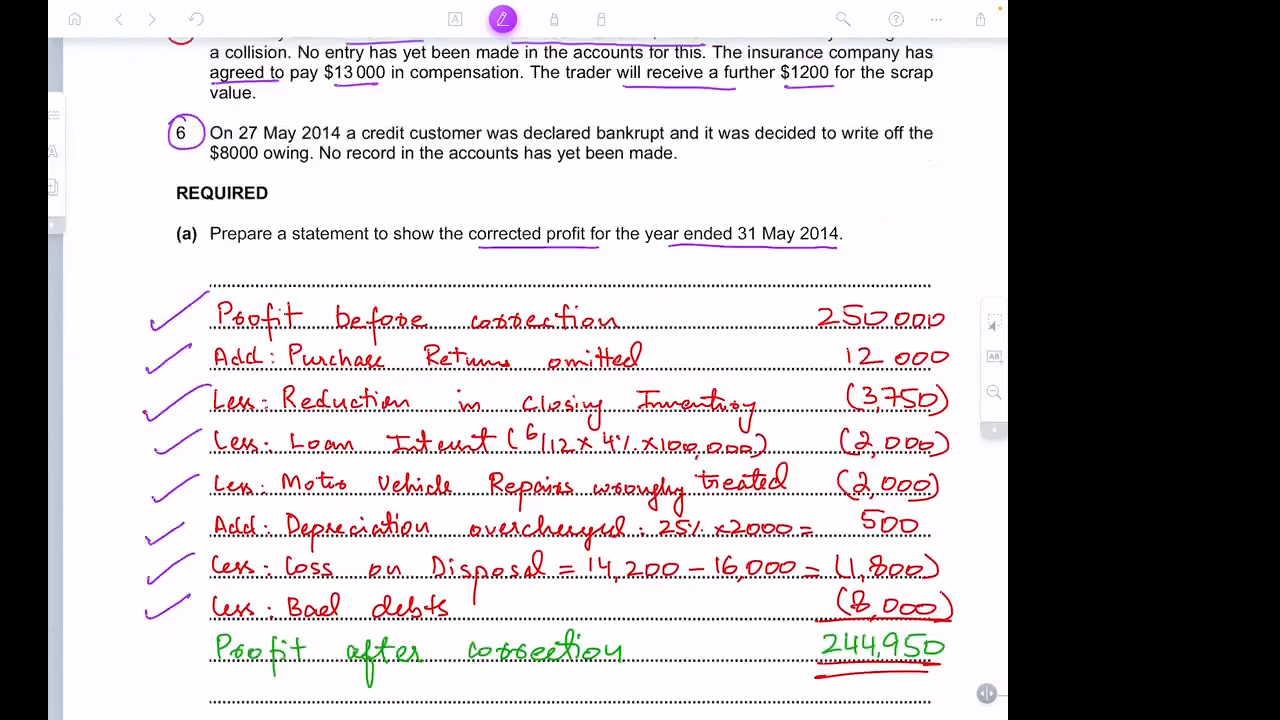 a collision. No entry has yet been made in the accounts for this. The insurance company has
agreed to pay $13 000 in compensation. The trader will receive a further $1200 for the scrap
value.
6 On 27 May 2014 a credit customer was declared bankrupt and it was decided to write off the
$8000 owing. No record in the accounts has yet been made.
REQUIRED
(a) Prepare a statement to show the corrected profit for the year ended 31 May 2014.
Profit before correction 250 000
Add: Purchase Returns omitted 12 000
Less: Reduction in closing Inventory (3,750)
Less: Loan Interest (6/12 × 4% × 100,000) (2,000)
Less: Motor vehicle Repairs wrongly treated (2,000)
Add: Depreciation overcharged: 25% × 2000 = 500
Less: Loss on Disposal = 14,200 - 16,000 = (1,800)
Less: Bad debts (8,000)
Profit after correction 244,950